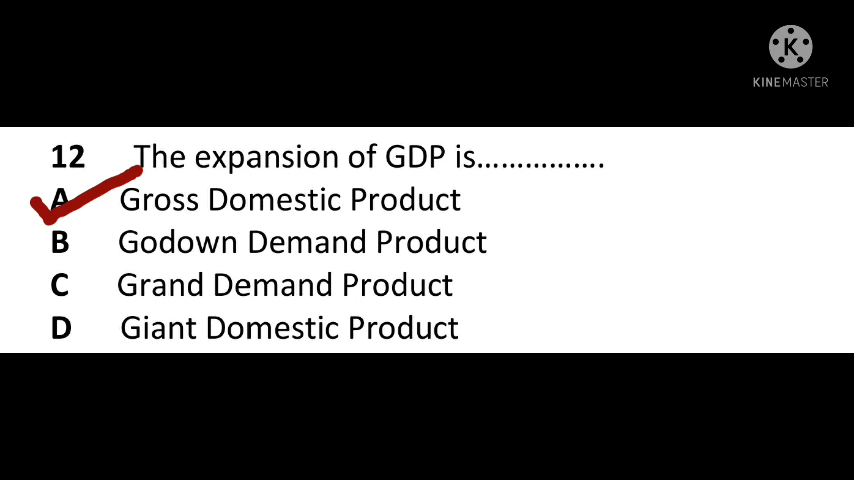 KINEMASTER
12 The expansion of GDP is................
A Gross Domestic Product
B Godown Demand Product
C Grand Demand Product
D Giant Domestic Product